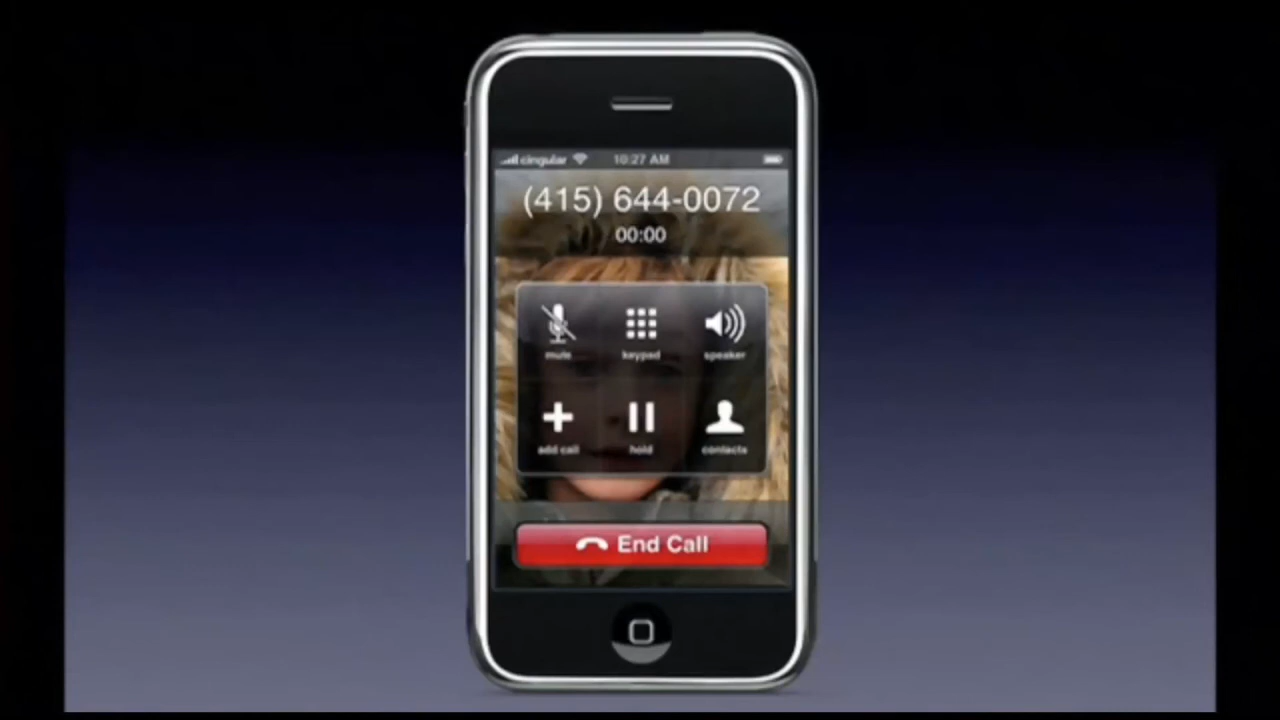 cingular 10:27 AM
(415) 644-0072
00:00
mute keypad speaker
add call hold contacts
End Call